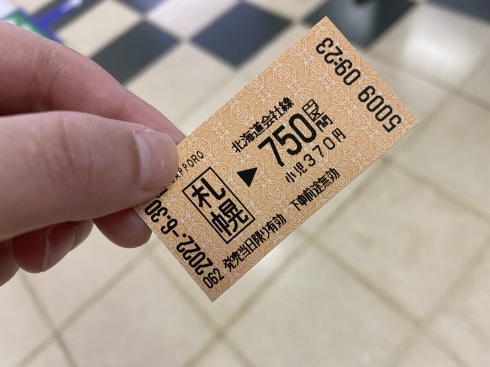 SAPPORO
札幌
▶
北海道会社線
750円区間
小児370円
下車前途無効
発売当日限り有効
2022.-6.30
062
5009 09:23